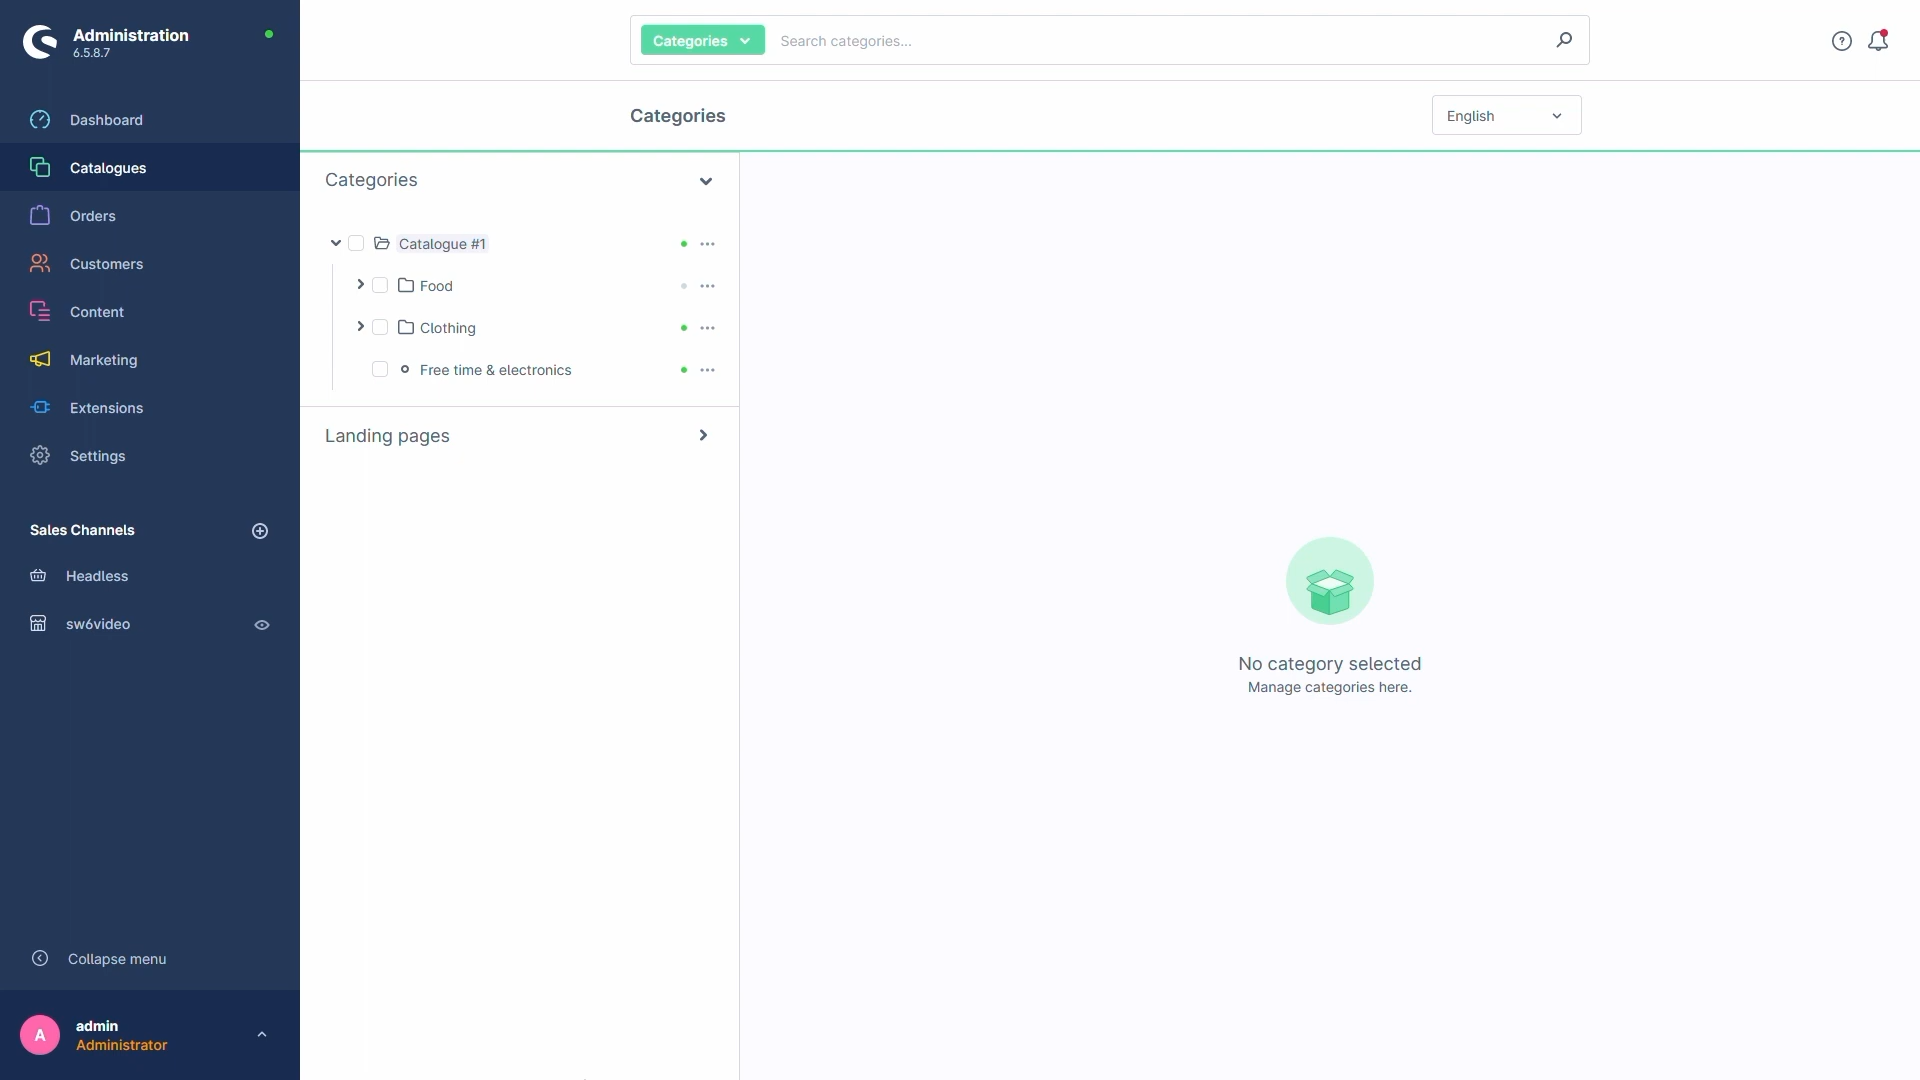 Administration
6.5.8.7
Dashboard
Catalogues
Orders
Customers
Content
Marketing
Extensions
Settings
Sales Channels
Headless
sw6video
Collapse menu
A
admin
Administrator
Categories
Search categories...
Categories
English
Categories
Catalogue #1
Food
Clothing
Free time & electronics
Landing pages
No category selected
Manage categories here.